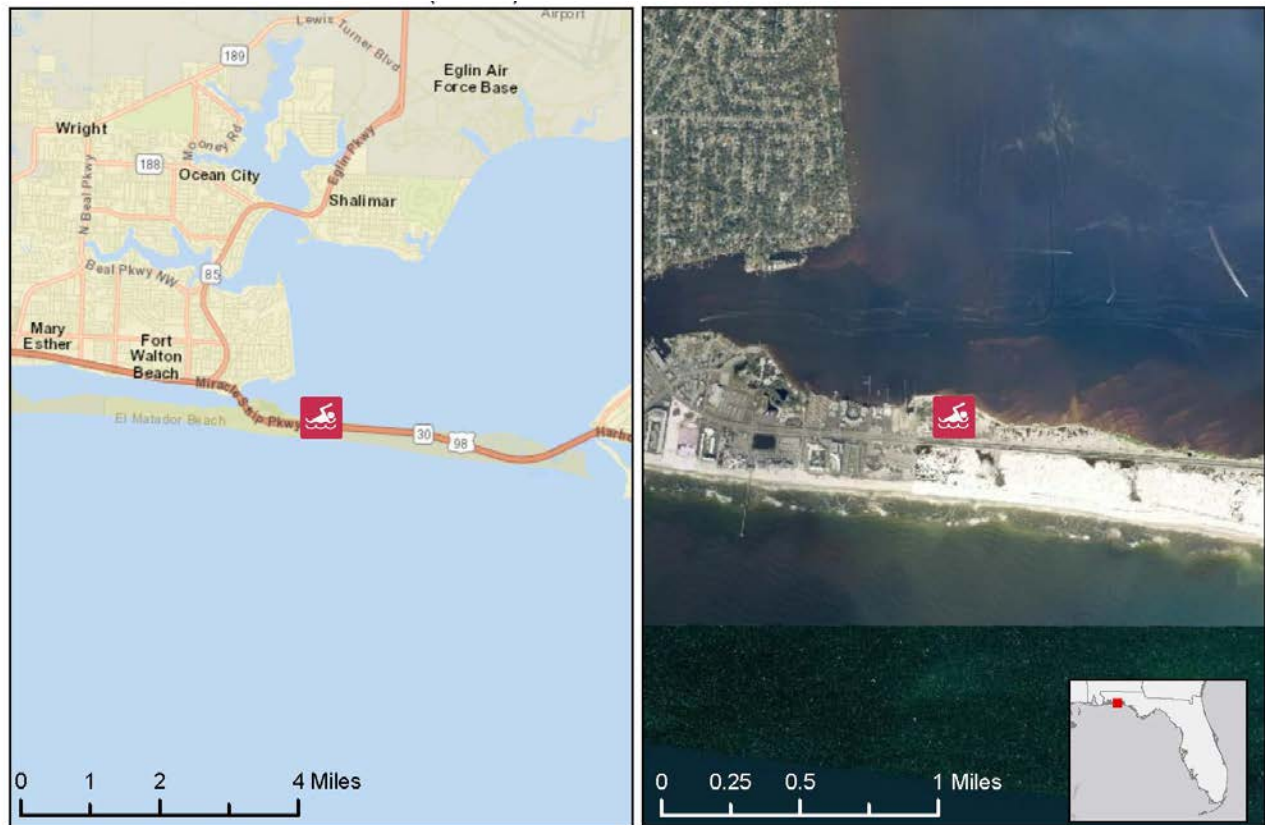 Airport
Lewis Turner Blvd
189
Eglin Air
Force Base
Wright
N Beal Pkwy
Mooney Rd
188
Ocean City
Eglin Pkwy
Shalimar
85
Beal Pkwy NW
Mary
Esther
Fort
Walton
Beach
Miracle Strip Pkwy
El Matador Beach
30
98
0 1 2 4 Miles
0 0.25 0.5 1 Miles